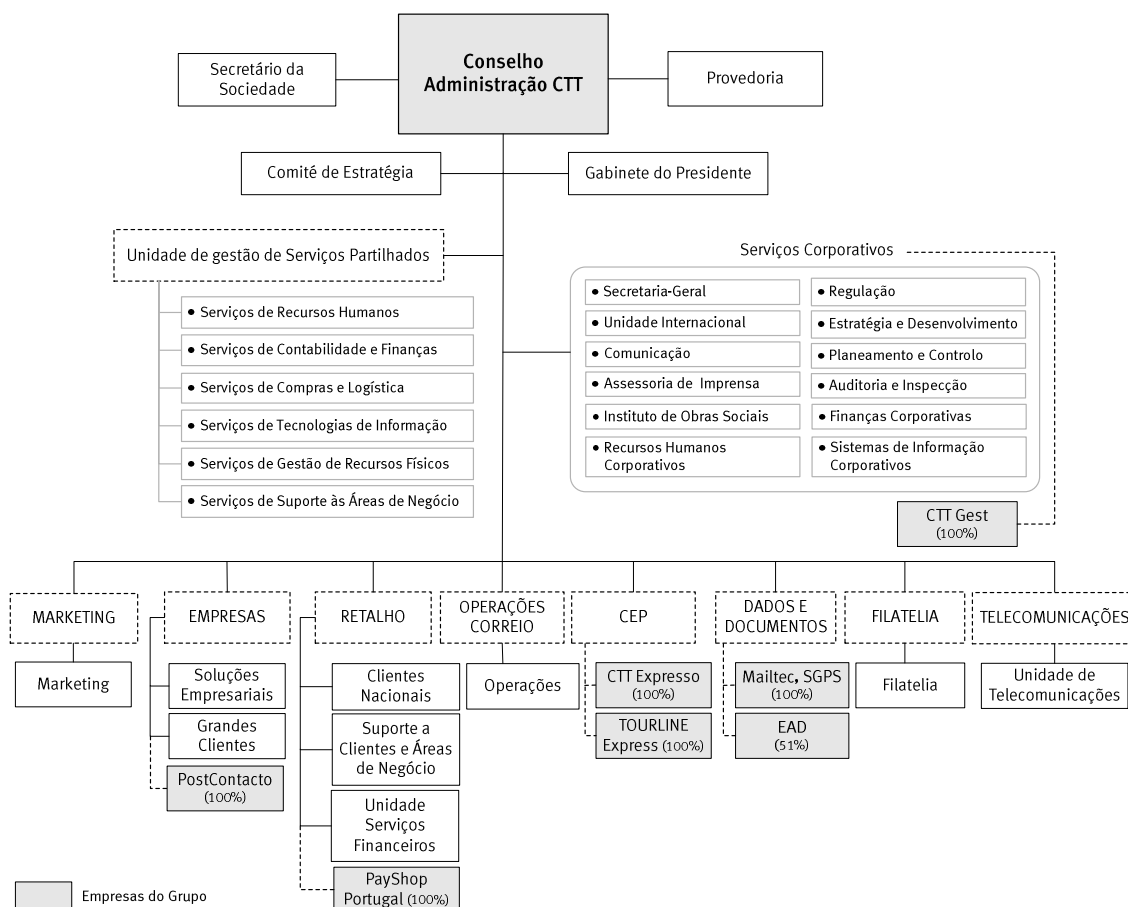 Conselho
Administração CTT
Secretário da
Sociedade
Provedoria
Comité de Estratégia
Gabinete do Presidente
Unidade de gestão de Serviços Partilhados
• Serviços de Recursos Humanos
• Serviços de Contabilidade e Finanças
• Serviços de Compras e Logística
• Serviços de Tecnologias de Informação
• Serviços de Gestão de Recursos Físicos
• Serviços de Suporte às Áreas de Negócio
Serviços Corporativos
• Secretaria-Geral
• Unidade Internacional
• Comunicação
• Assessoria de Imprensa
• Instituto de Obras Sociais
• Recursos Humanos
Corporativos
• Regulação
• Estratégia e Desenvolvimento
• Planeamento e Controlo
• Auditoria e Inspecção
• Finanças Corporativas
• Sistemas de Informação
Corporativos
CTT Gest
(100%)
MARKETING
Marketing
EMPRESAS
Soluções
Empresariais
Grandes
Clientes
PostContacto
(100%)
RETALHO
Clientes
Nacionais
Suporte a
Clientes e Áreas
de Negócio
Unidade
Serviços
Financeiros
PayShop
Portugal (100%)
OPERAÇÕES
CORREIO
Operações
CEP
CTT Expresso
(100%)
TOURLINE
Express (100%)
DADOS E
DOCUMENTOS
Mailtec, SGPS
(100%)
EAD
(51%)
FILATELIA
Filatelia
TELECOMUNICAÇÕES
Unidade de
Telecomunicações
Empresas do Grupo